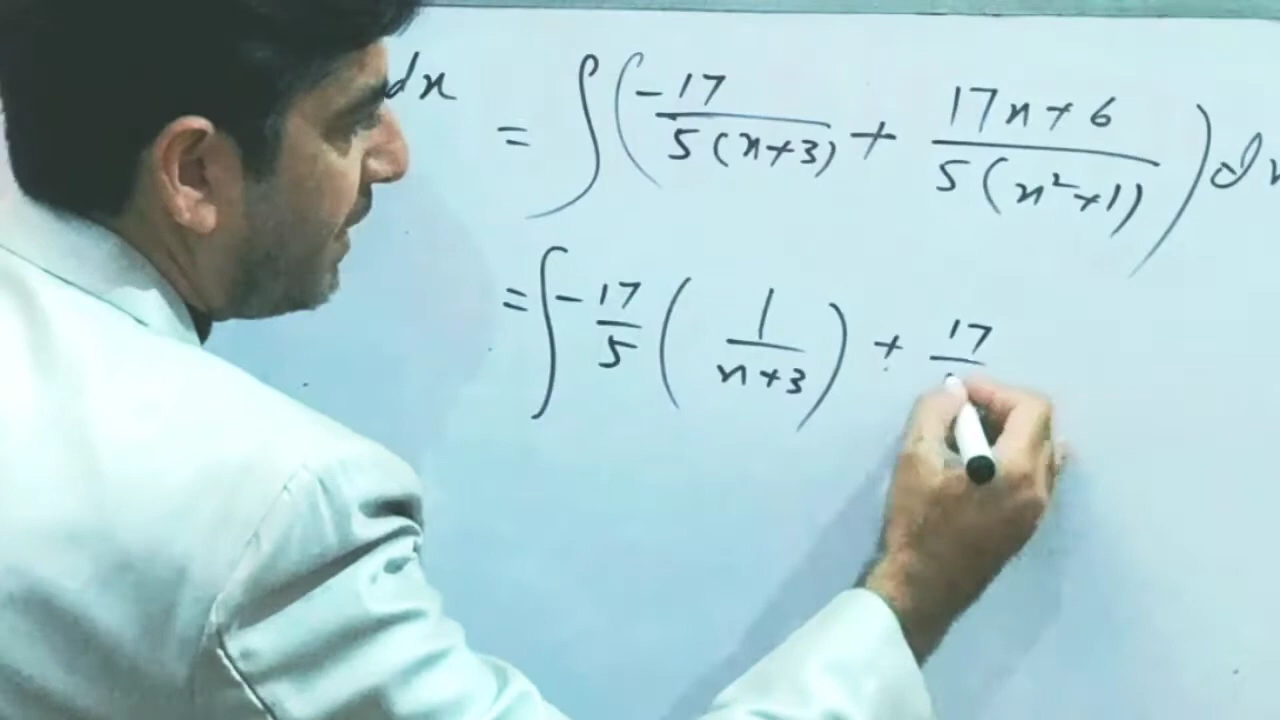 dx = ∫(-17/5(x+3) + 17x+6/5(x²+1))dx
= ∫-17/5(1/x+3) + 17/